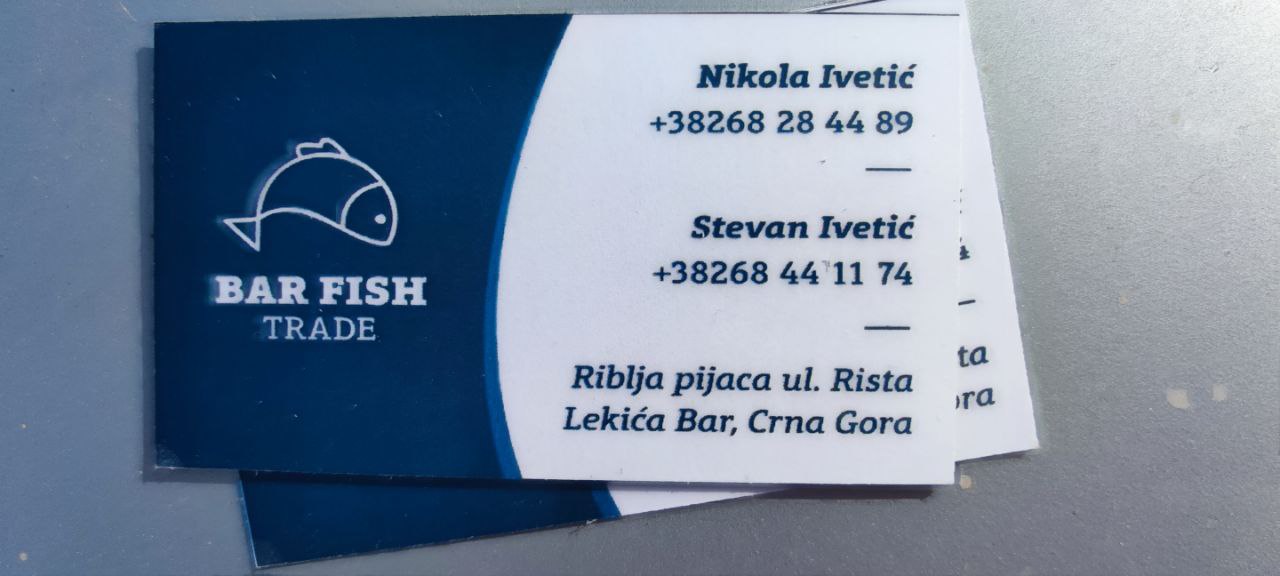 BAR FISH
TRADE
Nikola Ivetić
+38268 28 44 89
Stevan Ivetić
+38268 44 11 74
Riblja pijaca ul. Rista
Lekića Bar, Crna Gora